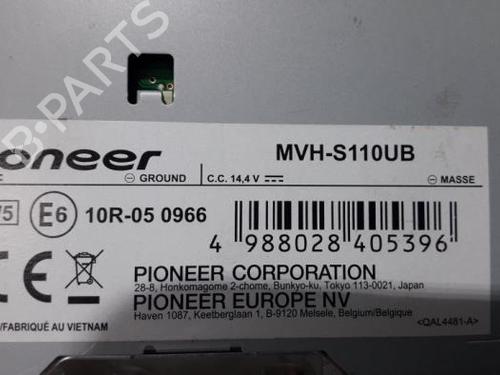 B-PARTS
ioneer
MVH-S110UB
⊖ GROUND
C.C. 14,4 V ⎓
⊖ MASSE
/5
E6
10R-05 0966
4 988028 405396
PIONEER CORPORATION
28-8, Honkomagome 2-chome, Bunkyo-ku, Tokyo 113-0021, Japan
PIONEER EUROPE NV
Haven 1087, Keetberglaan 1, B-9120 Melsele, Belgium/Belgique
/FABRIQUÉ AU VIETNAM
<QAL4481-A>